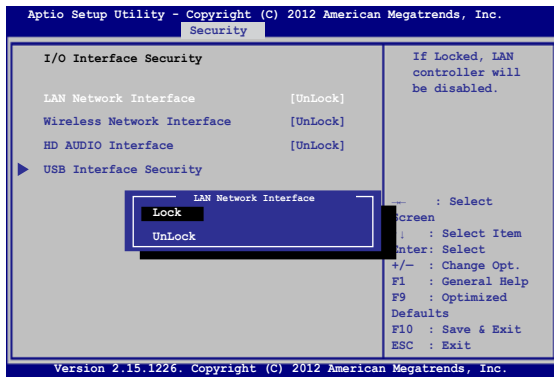 Aptio Setup Utility - Copyright (C) 2012 American Megatrends, Inc.
Security
I/O Interface Security
LAN Network Interface [UnLock]
Wireless Network Interface [UnLock]
HD AUDIO Interface [UnLock]
USB Interface Security
LAN Network Interface
Lock
UnLock
If Locked, LAN
controller will
be disabled.
→← : Select
Screen
↑↓ : Select Item
Enter: Select
+/— : Change Opt.
F1 : General Help
F9 : Optimized
Defaults
F10 : Save & Exit
ESC : Exit
Version 2.15.1226. Copyright (C) 2012 American Megatrends, Inc.